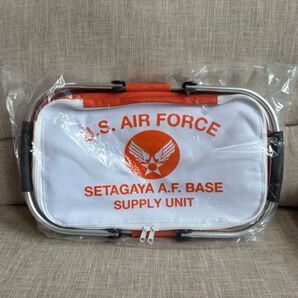 U.S. AIR FORCE
SETAGAYA A.F. BASE
SUPPLY UNIT